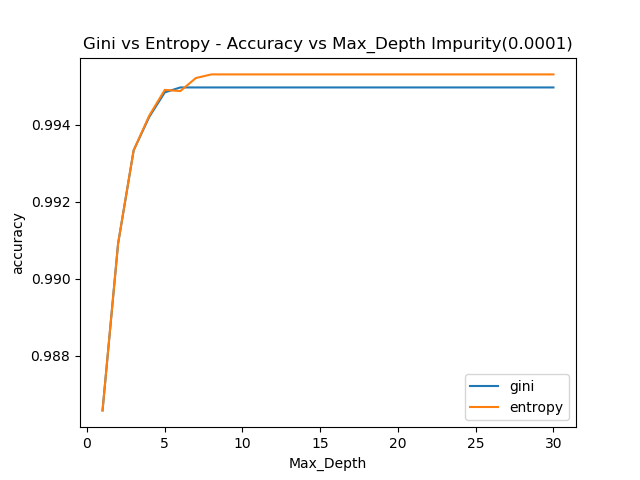 Gini vs Entropy - Accuracy vs Max_Depth Impurity(0.0001)
accuracy
0.994
0.992
0.990
0.988
0 5 10 15 20 25 30
Max_Depth
gini
entropy